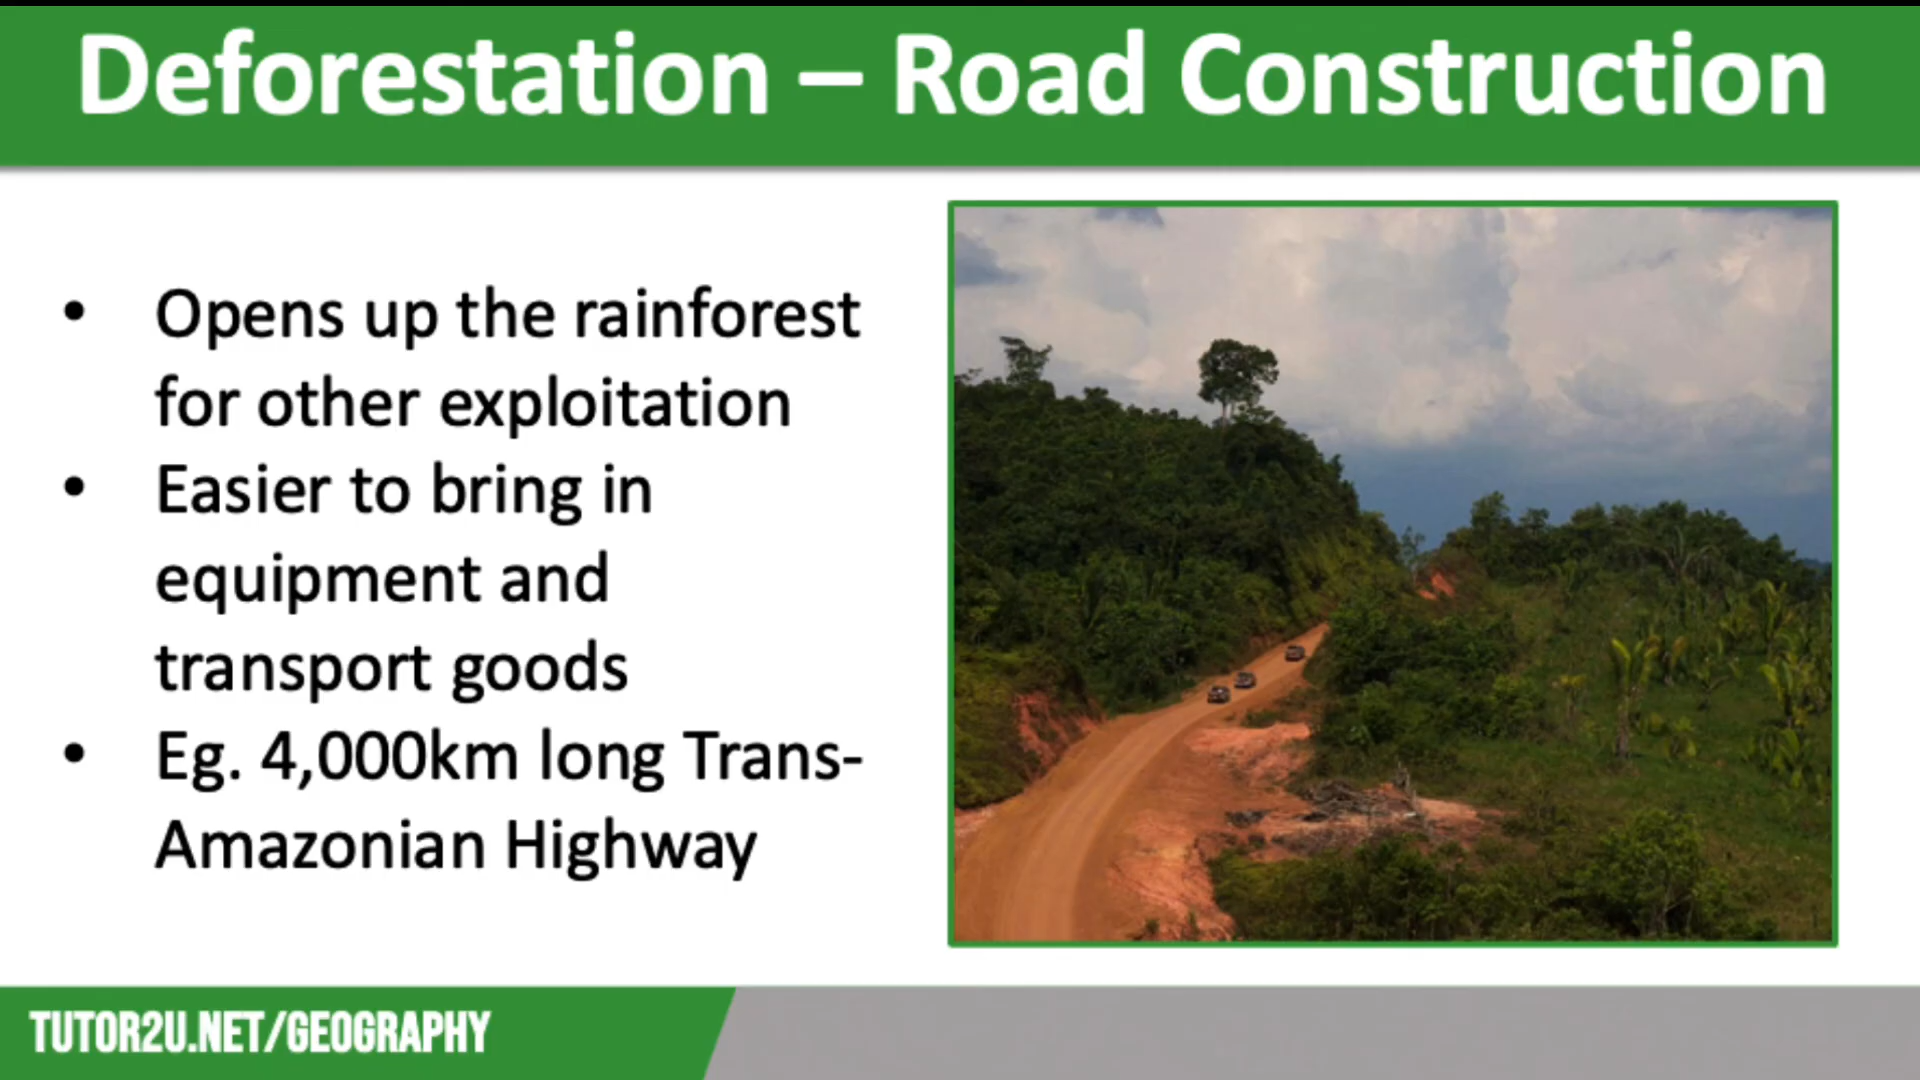 Deforestation – Road Construction
• Opens up the rainforest
for other exploitation
• Easier to bring in
equipment and
transport goods
• Eg. 4,000km long Trans-
Amazonian Highway
TUTOR2U.NET/GEOGRAPHY